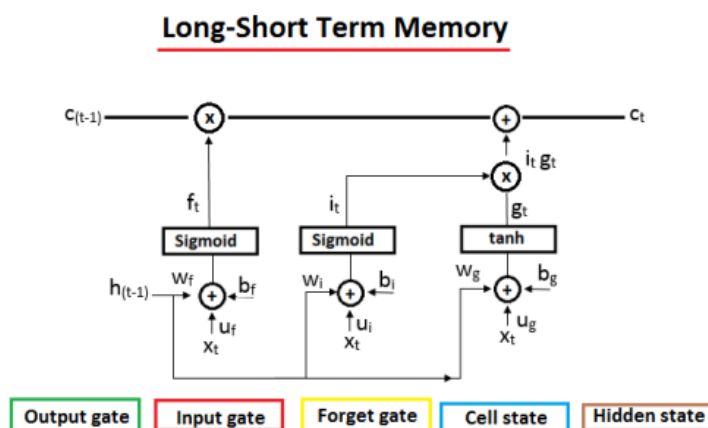 Long-Short Term Memory
c(t-1) x + ct
it gt
x
ft it gt
Sigmoid Sigmoid tanh
h(t-1) wf + bf wi + bi wg + bg
uf ui ug
xt xt xt
Output gate Input gate Forget gate Cell state Hidden state